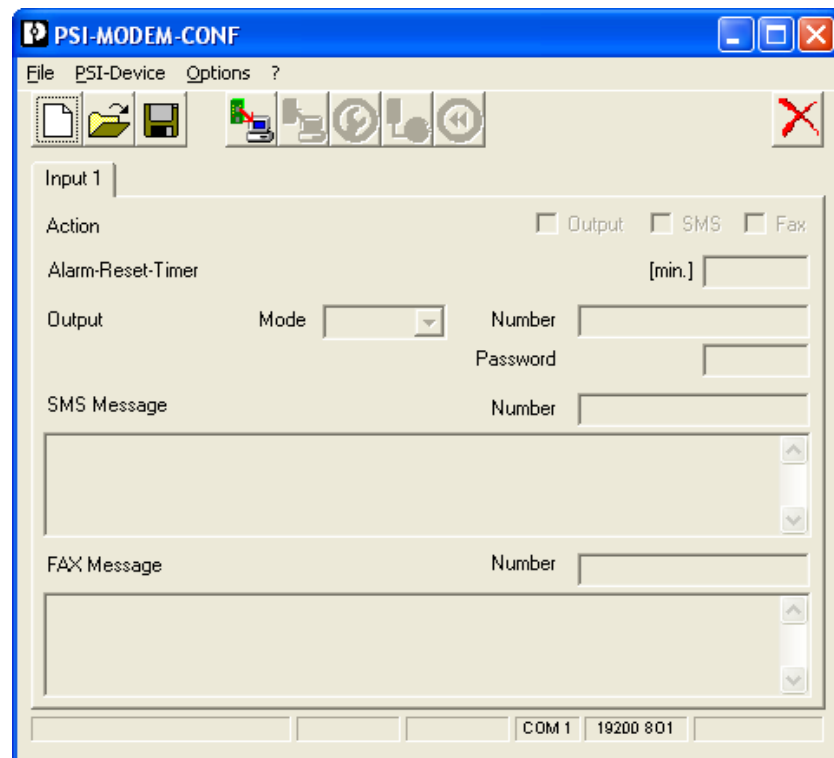 PSI-MODEM-CONF
File PSI-Device Options ?
Input 1
Action Output SMS Fax
Alarm-Reset-Timer [min.]
Output Mode Number
Password
SMS Message Number
FAX Message Number
COM 1 19200 8O1